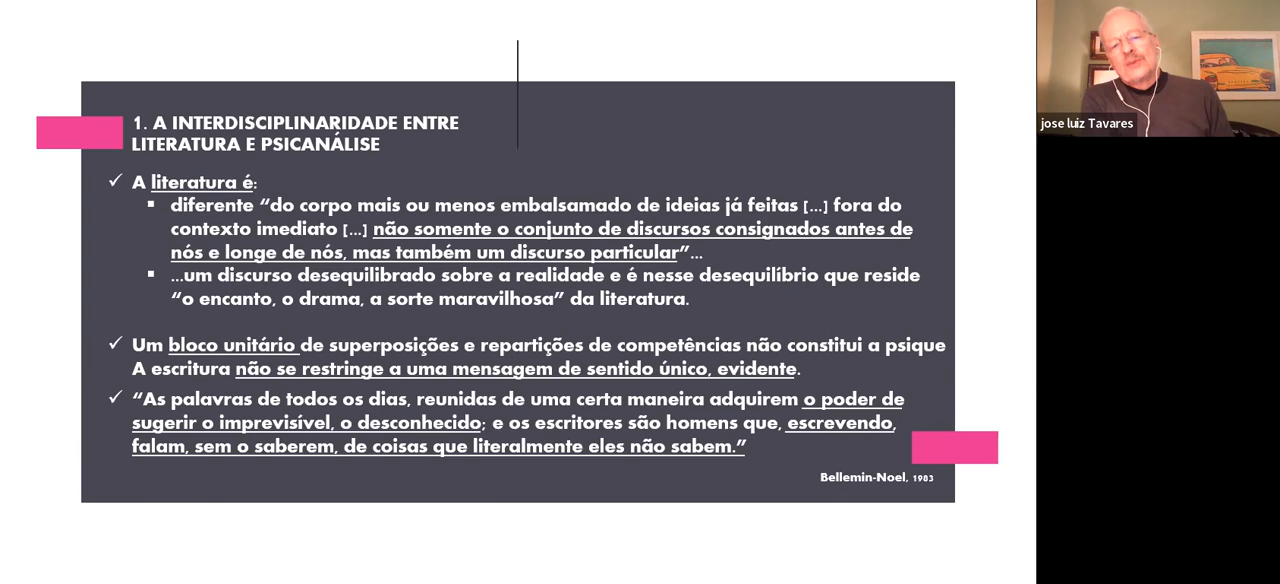 1. A INTERDISCIPLINARIDADE ENTRE
LITERATURA E PSICANÁLISE
A literatura é:
diferente “do corpo mais ou menos embalsamado de ideias já feitas [...] fora do
contexto imediato [...] não somente o conjunto de discursos consignados antes de
nós e longe de nós, mas também um discurso particular”...
...um discurso desequilibrado sobre a realidade e é nesse desequilíbrio que reside
“o encanto, o drama, a sorte maravilhosa” da literatura.
Um bloco unitário de superposições e repartições de competências não constitui a psique
A escritura não se restringe a uma mensagem de sentido único, evidente.
“As palavras de todos os dias, reunidas de uma certa maneira adquirem o poder de
sugerir o imprevisível, o desconhecido; e os escritores são homens que, escrevendo,
falam, sem o saberem, de coisas que literalmente eles não sabem.”
Bellemin-Noel, 1983
jose luiz Tavares